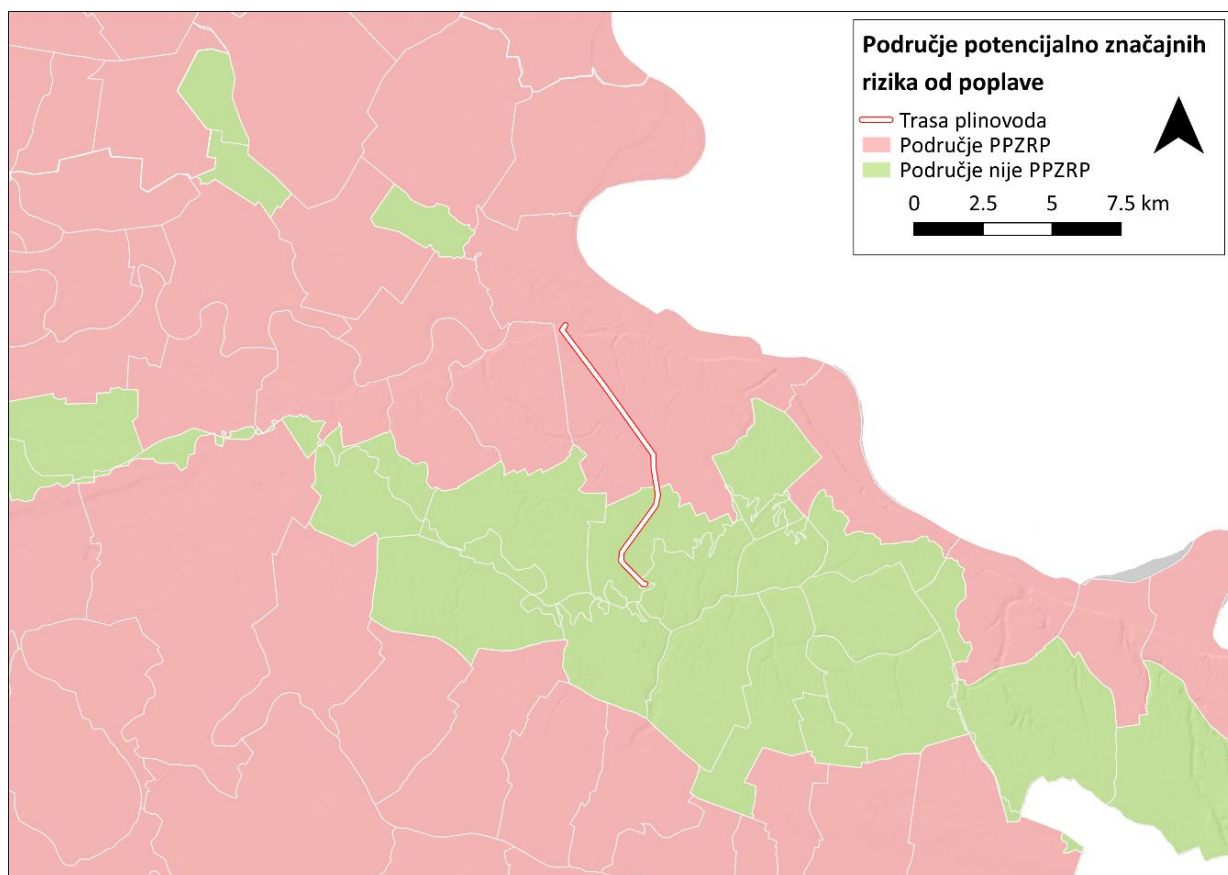 Područje potencijalno značajnih
rizika od poplave
Trasa plinovoda
Područje PPZRP
Područje nije PPZRP
0 2.5 5 7.5 km